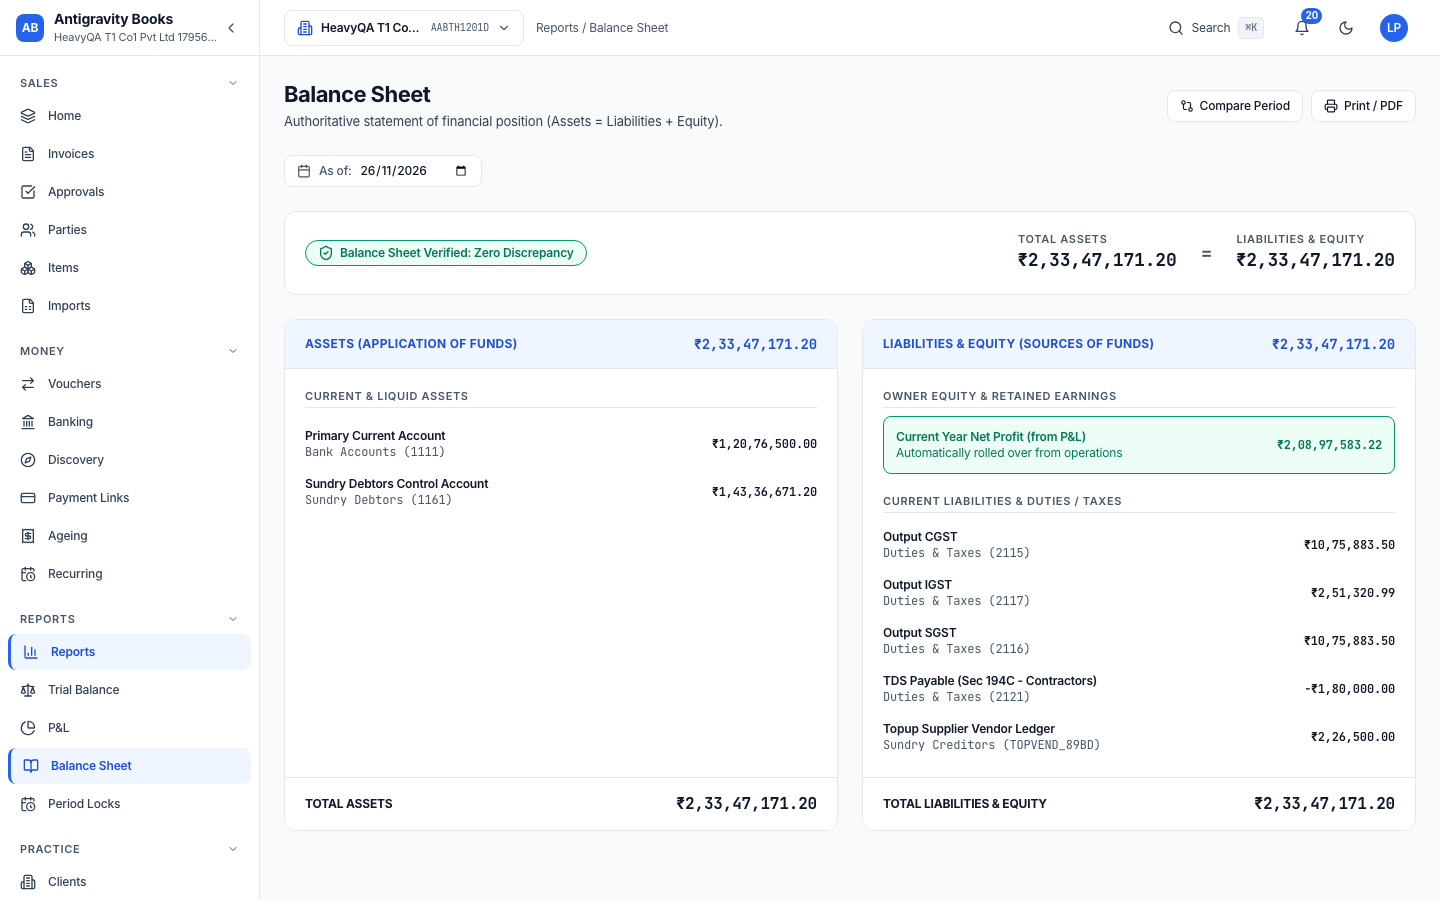 AB
Antigravity Books
HeavyQA T1 Co1 Pvt Ltd 17956...
HeavyQA T1 Co...
AABTH1201D
Reports / Balance Sheet
Search
⌘K
20
LP
SALES
Home
Invoices
Approvals
Parties
Items
Imports
MONEY
Vouchers
Banking
Discovery
Payment Links
Ageing
Recurring
REPORTS
Reports
Trial Balance
P&L
Balance Sheet
Period Locks
PRACTICE
Clients
Balance Sheet
Authoritative statement of financial position (Assets = Liabilities + Equity).
Compare Period
Print / PDF
As of: 26/11/2026
Balance Sheet Verified: Zero Discrepancy
TOTAL ASSETS
₹2,33,47,171.20
=
LIABILITIES & EQUITY
₹2,33,47,171.20
ASSETS (APPLICATION OF FUNDS) ₹2,33,47,171.20
CURRENT & LIQUID ASSETS
Primary Current Account
Bank Accounts (1111)
₹1,20,76,500.00
Sundry Debtors Control Account
Sundry Debtors (1161)
₹1,43,36,671.20
TOTAL ASSETS ₹2,33,47,171.20
LIABILITIES & EQUITY (SOURCES OF FUNDS) ₹2,33,47,171.20
OWNER EQUITY & RETAINED EARNINGS
Current Year Net Profit (from P&L)
Automatically rolled over from operations
₹2,08,97,583.22
CURRENT LIABILITIES & DUTIES / TAXES
Output CGST
Duties & Taxes (2115)
₹10,75,883.50
Output IGST
Duties & Taxes (2117)
₹2,51,320.99
Output SGST
Duties & Taxes (2116)
₹10,75,883.50
TDS Payable (Sec 194C - Contractors)
Duties & Taxes (2121)
-₹1,80,000.00
Topup Supplier Vendor Ledger
Sundry Creditors (TOPVEND_89BD)
₹2,26,500.00
TOTAL LIABILITIES & EQUITY ₹2,33,47,171.20